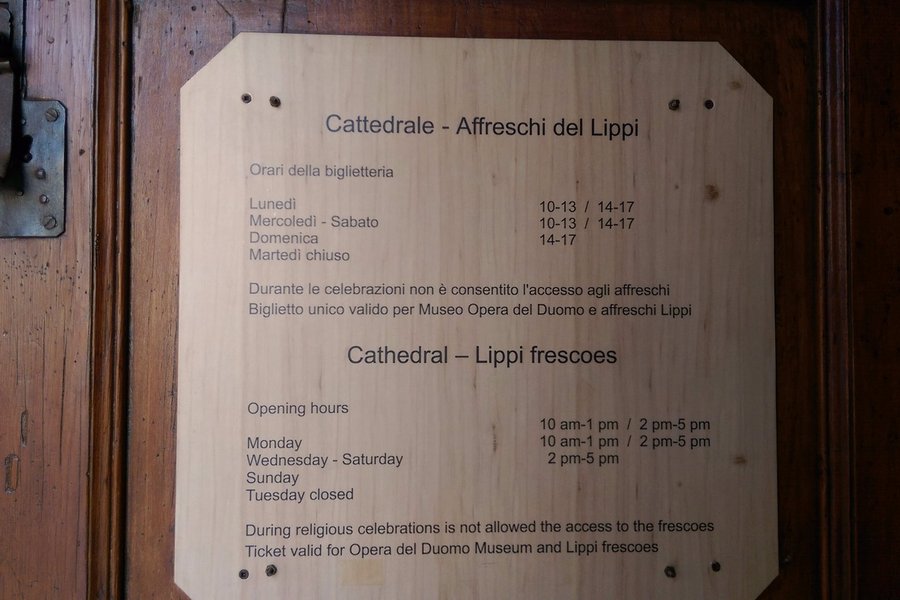 Cattedrale - Affreschi del Lippi
Orari della biglietteria
Lunedì 10-13 / 14-17
Mercoledì - Sabato 10-13 / 14-17
Domenica 14-17
Martedì chiuso
Durante le celebrazioni non è consentito l'accesso agli affreschi
Biglietto unico valido per Museo Opera del Duomo e affreschi Lippi
Cathedral – Lippi frescoes
Opening hours
10 am-1 pm / 2 pm-5 pm
Monday 10 am-1 pm / 2 pm-5 pm
Wednesday - Saturday 2 pm-5 pm
Sunday
Tuesday closed
During religious celebrations is not allowed the access to the frescoes
Ticket valid for Opera del Duomo Museum and Lippi frescoes